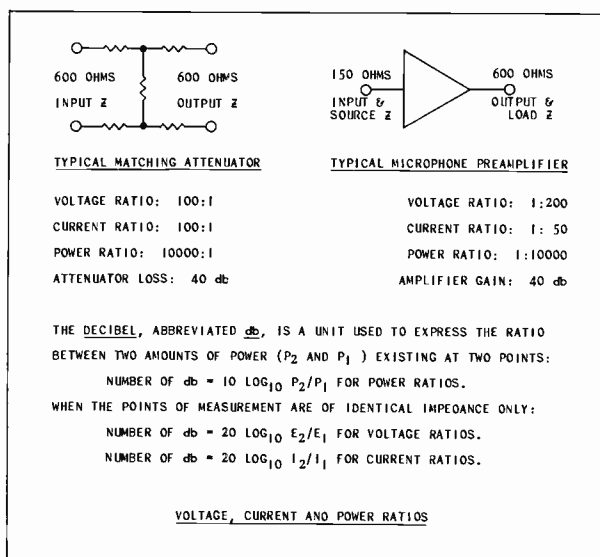 600 OHMS
INPUT Z
600 OHMS
OUTPUT Z
150 OHMS
INPUT &
SOURCE Z
600 OHMS
OUTPUT &
LOAD Z
TYPICAL MATCHING ATTENUATOR
VOLTAGE RATIO: 100:1
CURRENT RATIO: 100:1
POWER RATIO: 10000:1
ATTENUATOR LOSS: 40 db
TYPICAL MICROPHONE PREAMPLIFIER
VOLTAGE RATIO: 1:200
CURRENT RATIO: 1: 50
POWER RATIO: 1:10000
AMPLIFIER GAIN: 40 db
THE DECIBEL, ABBREVIATED db, IS A UNIT USED TO EXPRESS THE RATIO
BETWEEN TWO AMOUNTS OF POWER (P2 AND P1 ) EXISTING AT TWO POINTS:
NUMBER OF db = 10 LOG10 P2/P1 FOR POWER RATIOS.
WHEN THE POINTS OF MEASUREMENT ARE OF IDENTICAL IMPEDANCE ONLY:
NUMBER OF db = 20 LOG10 E2/E1 FOR VOLTAGE RATIOS.
NUMBER OF db = 20 LOG10 I2/I1 FOR CURRENT RATIOS.
VOLTAGE, CURRENT AND POWER RATIOS